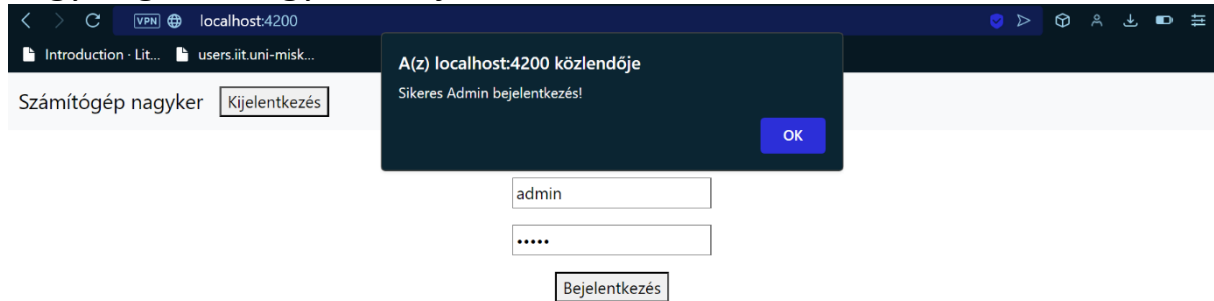 VPN localhost:4200
Introduction · Lit... users.iit.uni-misk...
A(z) localhost:4200 közlendője
Sikeres Admin bejelentkezés!
OK
Számítógép nagyker Kijelentkezés
admin
•••••
Bejelentkezés